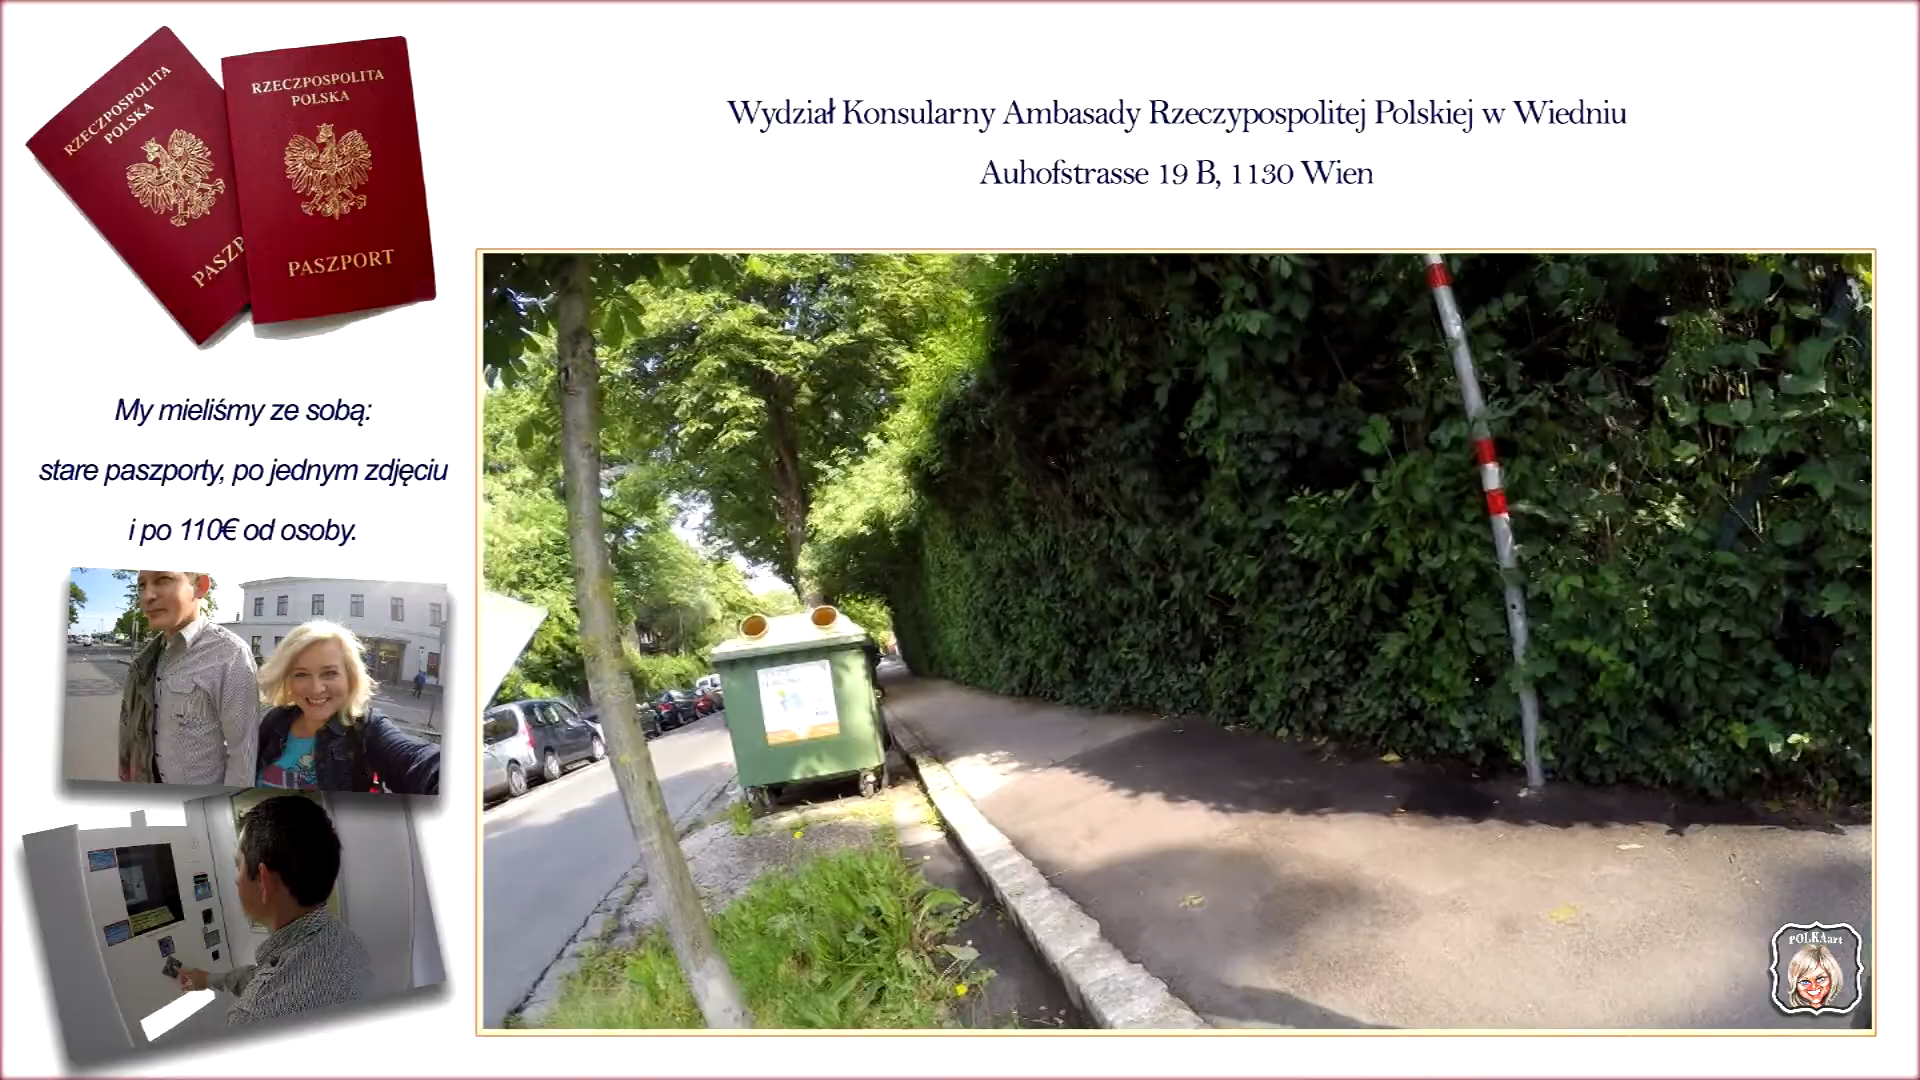 RZECZPOSPOLITA
POLSKA
PASZP
RZECZPOSPOLITA
POLSKA
PASZPORT
Wydział Konsularny Ambasady Rzeczypospolitej Polskiej w Wiedniu
Auhofstrasse 19 B, 1130 Wien
My mieliśmy ze sobą:
stare paszporty, po jednym zdjęciu
i po 110€ od osoby.
POLKAart